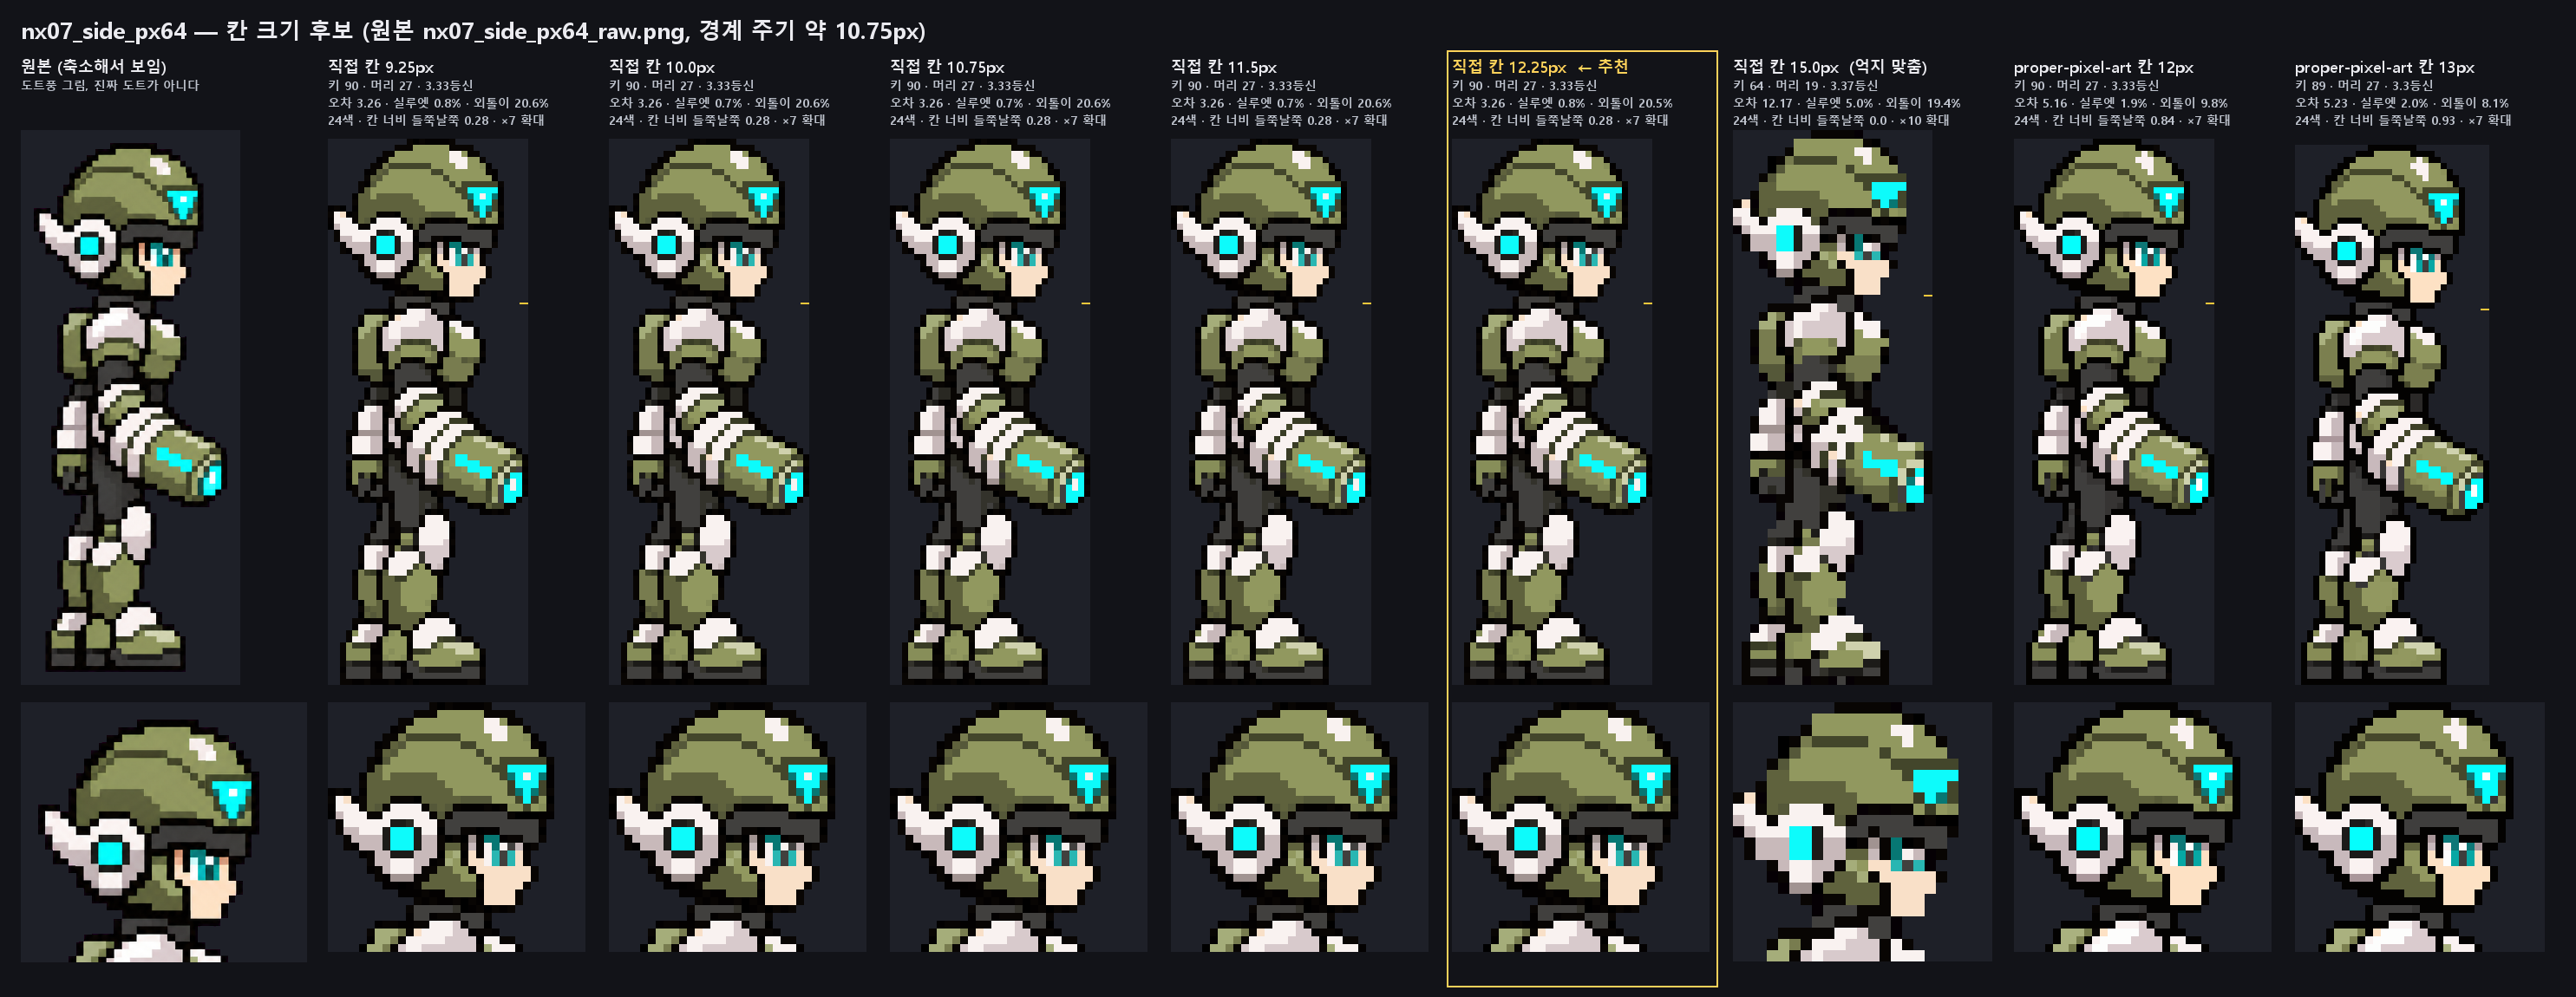 nx07_side_px64 — 칸 크기 후보 (원본 nx07_side_px64_raw.png, 경계 주기 약 10.75px)
원본 (축소해서 보임)
도트풍 그림, 진짜 도트가 아니다
직접 칸 9.25px
키 90 · 머리 27 · 3.33등신
오차 3.26 · 실루엣 0.8% · 외톨이 20.6%
24색 · 칸 너비 들쭉날쭉 0.28 · ×7 확대
직접 칸 10.0px
키 90 · 머리 27 · 3.33등신
오차 3.26 · 실루엣 0.7% · 외톨이 20.6%
24색 · 칸 너비 들쭉날쭉 0.28 · ×7 확대
직접 칸 10.75px
키 90 · 머리 27 · 3.33등신
오차 3.26 · 실루엣 0.7% · 외톨이 20.6%
24색 · 칸 너비 들쭉날쭉 0.28 · ×7 확대
직접 칸 11.5px
키 90 · 머리 27 · 3.33등신
오차 3.26 · 실루엣 0.7% · 외톨이 20.6%
24색 · 칸 너비 들쭉날쭉 0.28 · ×7 확대
직접 칸 12.25px ← 추천
키 90 · 머리 27 · 3.33등신
오차 3.26 · 실루엣 0.8% · 외톨이 20.5%
24색 · 칸 너비 들쭉날쭉 0.28 · ×7 확대
직접 칸 15.0px (억지 맞춤)
키 64 · 머리 19 · 3.37등신
오차 12.17 · 실루엣 5.0% · 외톨이 19.4%
24색 · 칸 너비 들쭉날쭉 0.0 · ×10 확대
proper-pixel-art 칸 12px
키 90 · 머리 27 · 3.33등신
오차 5.16 · 실루엣 1.9% · 외톨이 9.8%
24색 · 칸 너비 들쭉날쭉 0.84 · ×7 확대
proper-pixel-art 칸 13px
키 89 · 머리 27 · 3.3등신
오차 5.23 · 실루엣 2.0% · 외톨이 8.1%
24색 · 칸 너비 들쭉날쭉 0.93 · ×7 확대